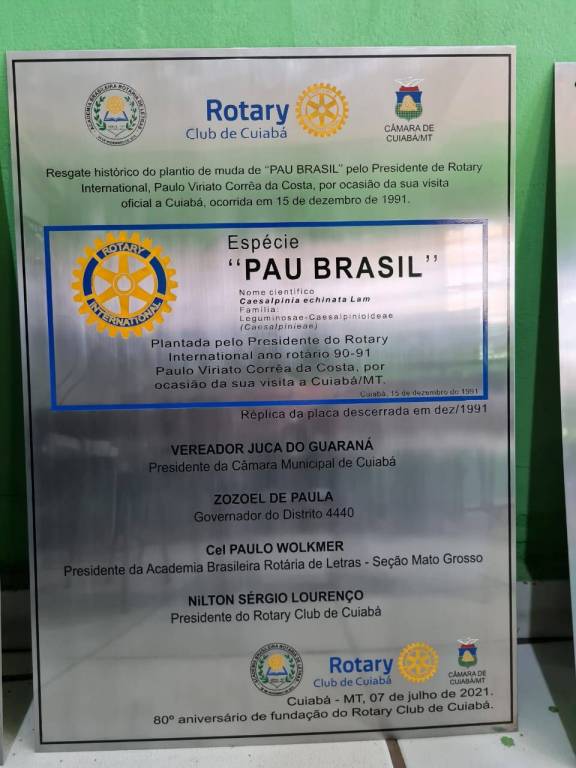 ACADEMIA BRASILEIRA ROTÁRIA DE LETRAS
Rotary
Club de Cuiabá
CÂMARA DE
CUIABÁ/MT
Resgate histórico do plantio de muda de “PAU BRASIL” pelo Presidente de Rotary
International, Paulo Viriato Corrêa da Costa, por ocasião da sua visita
oficial a Cuiabá, ocorrida em 15 de dezembro de 1991.
ROTARY
INTERNATIONAL
Espécie
“PAU BRASIL”
Nome científico
Caesalpinia echinata Lam
Família:
Leguminosae-Caesalpinioideae
(Caesalpinieae)
Plantada pelo Presidente do Rotary
International ano rotário 90-91
Paulo Viriato Corrêa da Costa, por
ocasião da sua visita a Cuiabá/MT.
Cuiabá, 15 de dezembro de 1991
Réplica da placa descerrada em dez/1991
VEREADOR JUCA DO GUARANÁ
Presidente da Câmara Municipal de Cuiabá
ZOZOEL DE PAULA
Governador do Distrito 4440
Cel PAULO WOLKMER
Presidente da Academia Brasileira Rotária de Letras - Seção Mato Grosso
NiLTON SÉRGIO LOURENÇO
Presidente do Rotary Club de Cuiabá
Rotary
Club de Cuiabá
CÂMARA DE
CUIABÁ/MT
Cuiabá - MT, 07 de julho de 2021.
80º aniversário de fundação do Rotary Club de Cuiabá.